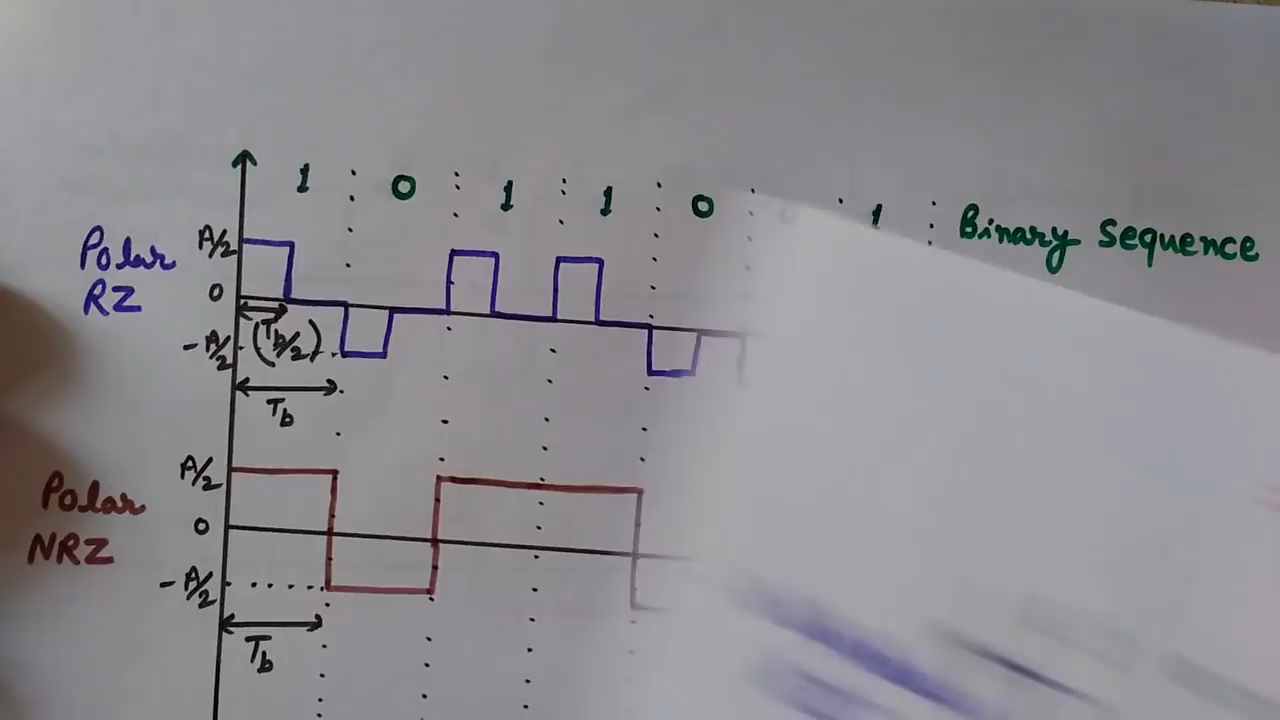 1 0 1 1 0 1 Binary Sequence
Polar
RZ
A/2
0
-A/2
(Tb/2)
Tb
Polar
NRZ
A/2
0
-A/2
Tb